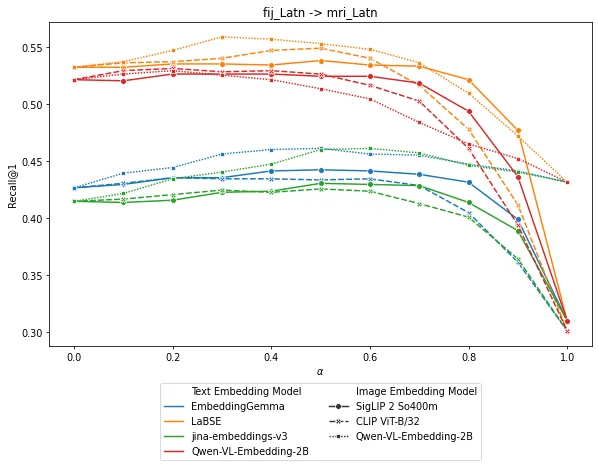 fij_Latn -> mri_Latn
Recall@1
0.55
0.50
0.45
0.40
0.35
0.30
0.0 0.2 0.4 0.6 0.8 1.0
α
Text Embedding Model
EmbeddingGemma
LaBSE
jina-embeddings-v3
Qwen-VL-Embedding-2B
Image Embedding Model
SigLIP 2 So400m
CLIP ViT-B/32
Qwen-VL-Embedding-2B